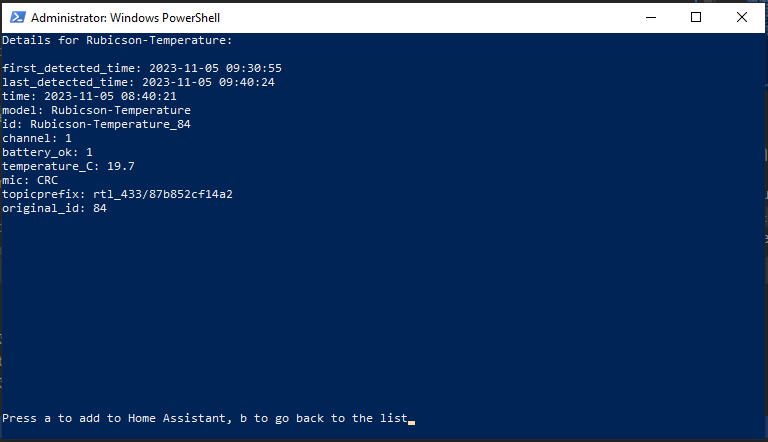 Administrator: Windows PowerShell
Details for Rubicson-Temperature:
first_detected_time: 2023-11-05 09:30:55
last_detected_time: 2023-11-05 09:40:24
time: 2023-11-05 08:40:21
model: Rubicson-Temperature
id: Rubicson-Temperature_84
channel: 1
battery_ok: 1
temperature_C: 19.7
mic: CRC
topicprefix: rtl_433/87b852cf14a2
original_id: 84
Press a to add to Home Assistant, b to go back to the list